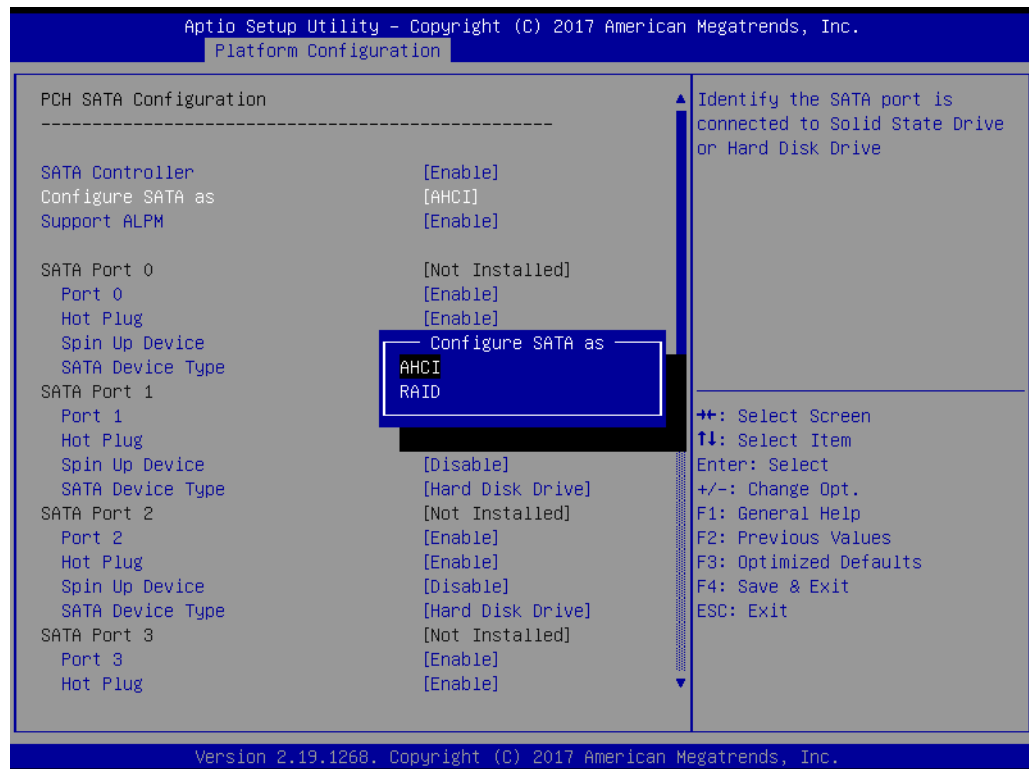 Aptio Setup Utility – Copyright (C) 2017 American Megatrends, Inc.
Platform Configuration
PCH SATA Configuration
--------------------------------------------------
SATA Controller [Enable]
Configure SATA as [AHCI]
Support ALPM [Enable]
SATA Port 0 [Not Installed]
Port 0 [Enable]
Hot Plug [Enable]
Spin Up Device
SATA Device Type
SATA Port 1
Port 1
Hot Plug
Spin Up Device [Disable]
SATA Device Type [Hard Disk Drive]
SATA Port 2 [Not Installed]
Port 2 [Enable]
Hot Plug [Enable]
Spin Up Device [Disable]
SATA Device Type [Hard Disk Drive]
SATA Port 3 [Not Installed]
Port 3 [Enable]
Hot Plug [Enable]
Configure SATA as
AHCI
RAID
Identify the SATA port is
connected to Solid State Drive
or Hard Disk Drive
→←: Select Screen
↑↓: Select Item
Enter: Select
+/-: Change Opt.
F1: General Help
F2: Previous Values
F3: Optimized Defaults
F4: Save & Exit
ESC: Exit
Version 2.19.1268. Copyright (C) 2017 American Megatrends, Inc.